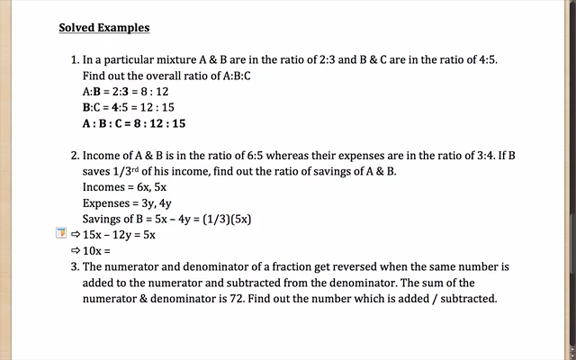 Solved Examples
1. In a particular mixture A & B are in the ratio of 2:3 and B & C are in the ratio of 4:5.
Find out the overall ratio of A:B:C
A:B = 2:3 = 8 : 12
B:C = 4:5 = 12 : 15
A : B : C = 8 : 12 : 15
2. Income of A & B is in the ratio of 6:5 whereas their expenses are in the ratio of 3:4. If B
saves 1/3rd of his income, find out the ratio of savings of A & B.
Incomes = 6x, 5x
Expenses = 3y, 4y
Savings of B = 5x – 4y = (1/3)(5x)
⇨ 15x – 12y = 5x
⇨ 10x =
3. The numerator and denominator of a fraction get reversed when the same number is
added to the numerator and subtracted from the denominator. The sum of the
numerator & denominator is 72. Find out the number which is added / subtracted.